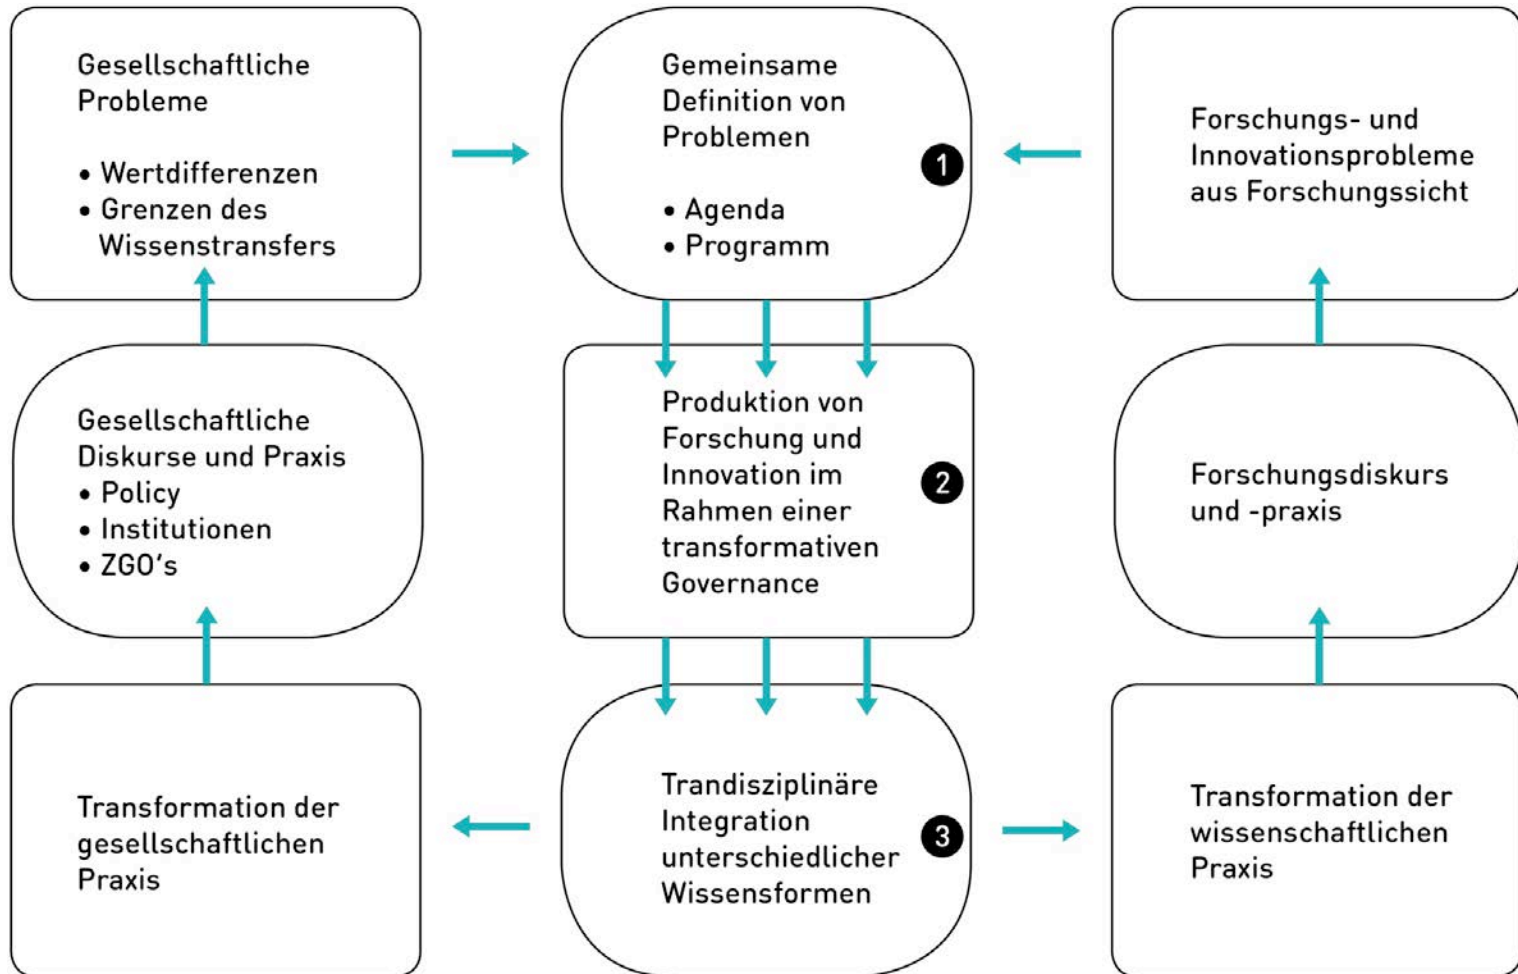 Gesellschaftliche
Probleme
• Wertdifferenzen
• Grenzen des
Wissenstransfers
Gemeinsame
Definition von
Problemen
• Agenda
• Programm
1
Forschungs- und
Innovationsprobleme
aus Forschungssicht
Gesellschaftliche
Diskurse und Praxis
• Policy
• Institutionen
• ZGO's
Produktion von
Forschung und
Innovation im
Rahmen einer
transformativen
Governance
2
Forschungsdiskurs
und -praxis
Transformation der
gesellschaftlichen
Praxis
Trandisziplinäre
Integration
unterschiedlicher
Wissensformen
3
Transformation der
wissenschaftlichen
Praxis